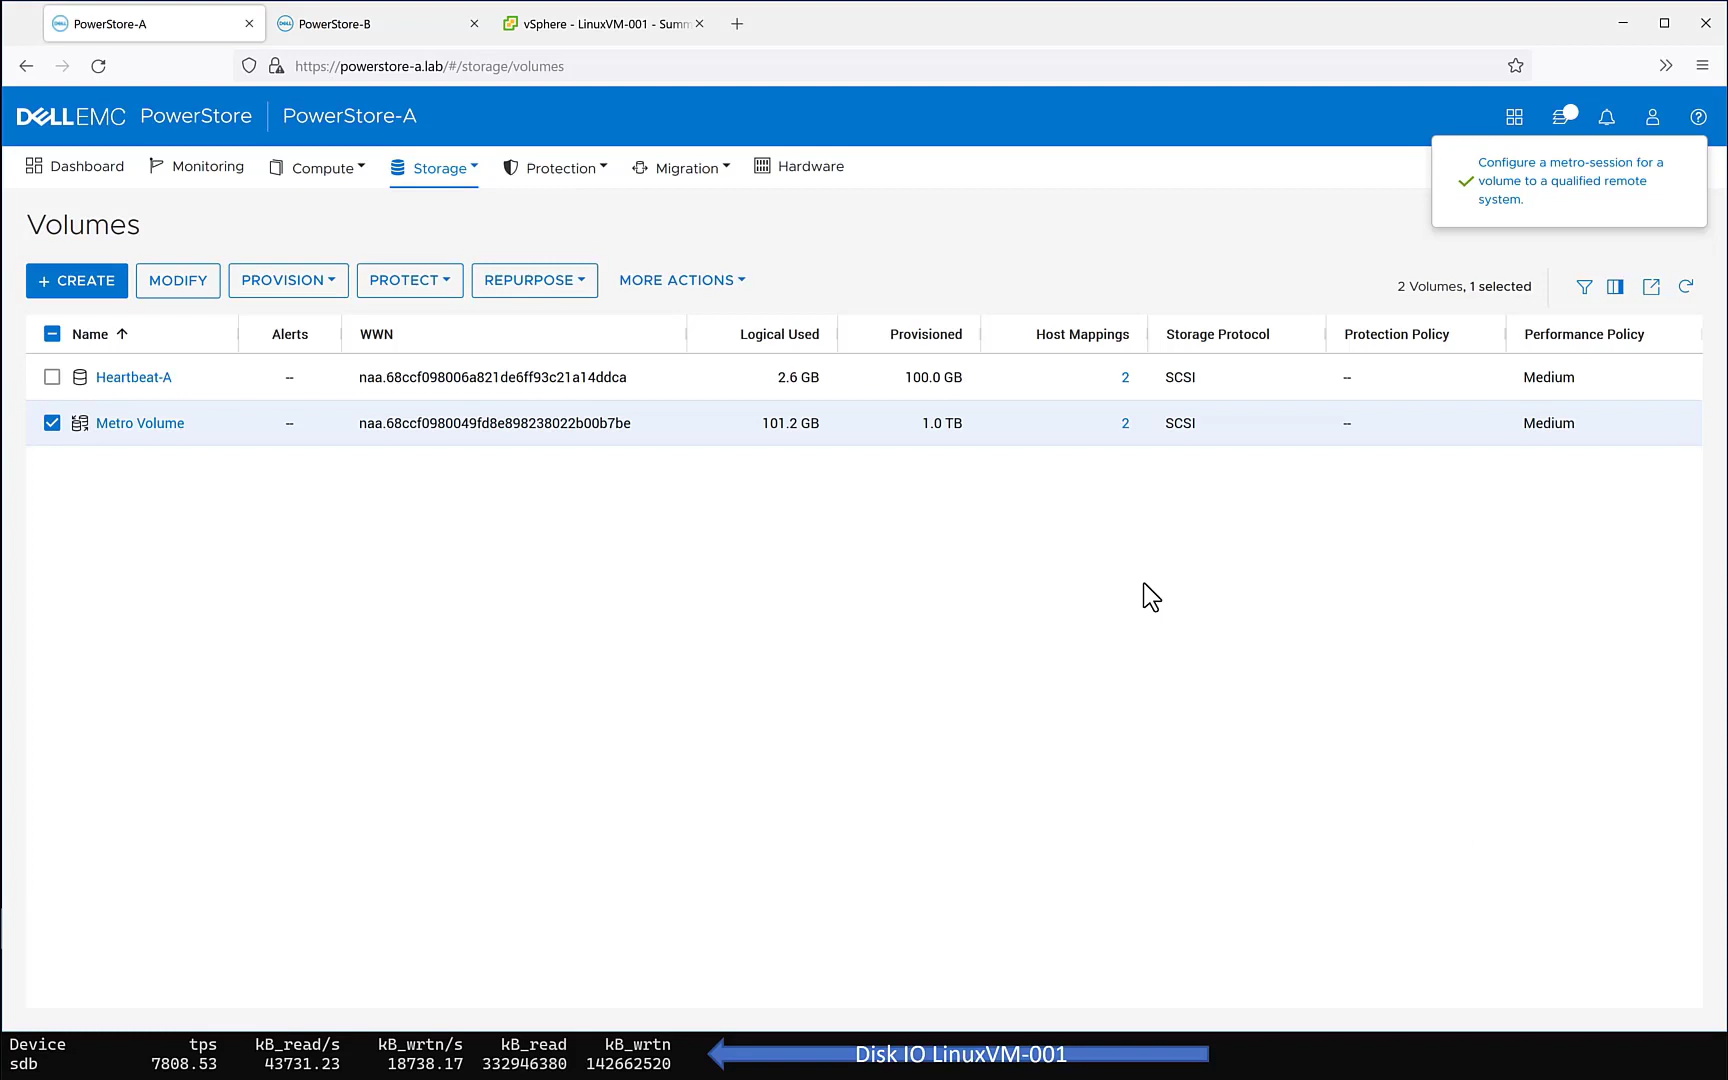 PowerStore-A
PowerStore-B
vSphere - LinuxVM-001 - Summ
https://powerstore-a.lab/#/storage/volumes
DELLEMC PowerStore PowerStore-A
Dashboard Monitoring Compute Storage Protection Migration Hardware
Configure a metro-session for a
volume to a qualified remote
system.
Volumes
+ CREATE MODIFY PROVISION PROTECT REPURPOSE MORE ACTIONS
2 Volumes, 1 selected
Name Alerts WWN Logical Used Provisioned Host Mappings Storage Protocol Protection Policy Performance Policy
Heartbeat-A -- naa.68ccf098006a821de6ff93c21a14ddca 2.6 GB 100.0 GB 2 SCSI -- Medium
Metro Volume -- naa.68ccf0980049fd8e898238022b00b7be 101.2 GB 1.0 TB 2 SCSI -- Medium
Device tps kB_read/s kB_wrtn/s kB_read kB_wrtn
sdb 7808.53 43731.23 18738.17 332946380 142662520
Disk IO LinuxVM-001